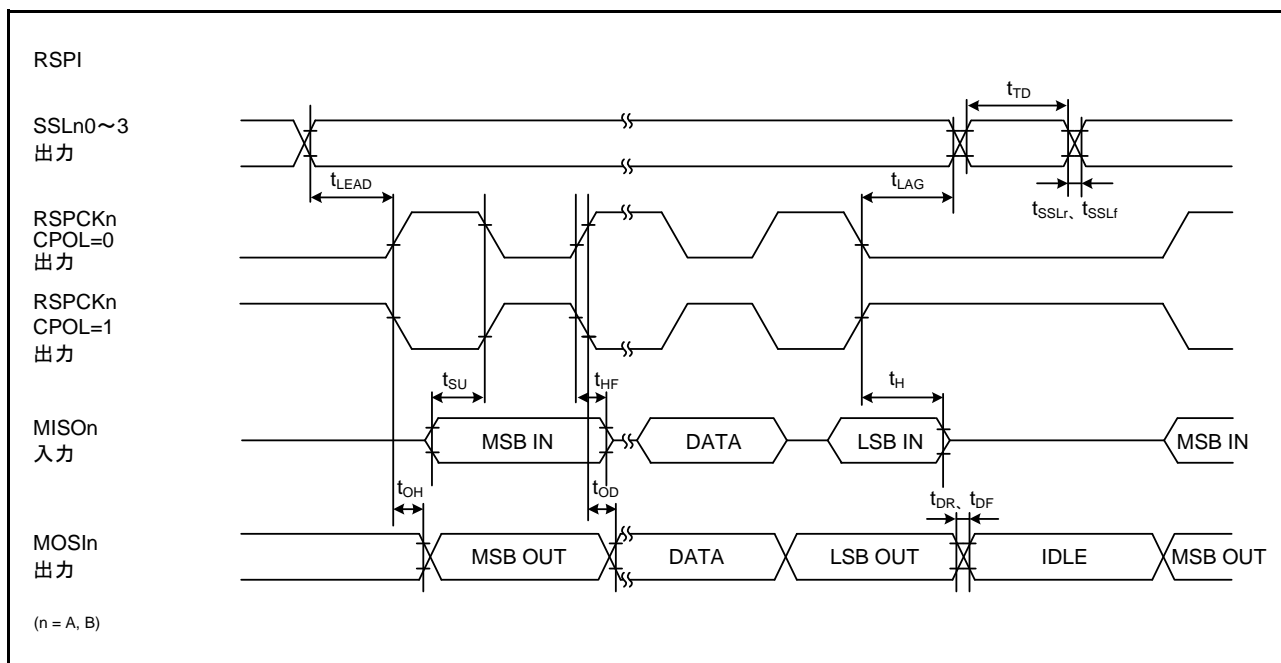 RSPI
SSLn0～3
出力
tTD
tLEAD
tLAG
tSSLr、tSSLf
RSPCKn
CPOL=0
出力
RSPCKn
CPOL=1
出力
tSU
tHF
tH
MISOn
入力
MSB IN
DATA
LSB IN
MSB IN
tOH
tOD
tDR、tDF
MOSIn
出力
MSB OUT
DATA
LSB OUT
IDLE
MSB OUT
(n = A, B)